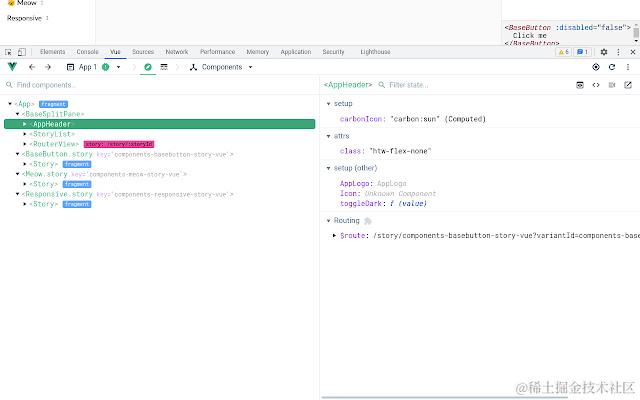 Meow 1
Responsive 1
<BaseButton :disabled="false">
Click me
</BaseButton>
Elements Console Vue Sources Network Performance Memory Application Security Lighthouse 6 1
App 1 Components
Find components... <AppHeader> Filter state...
<App> fragment
<BaseSplitPane>
<AppHeader>
<StoryList>
<RouterView> story: /story/:storyId
<BaseButton.story key='components-basebutton-story-vue'>
<Story> fragment
<Meow.story key='components-meow-story-vue'>
<Story> fragment
<Responsive.story key='components-responsive-story-vue'>
<Story> fragment
setup
carbonIcon: "carbon:sun" (Computed)
attrs
class: "htw-flex-none"
setup (other)
AppLogo: AppLogo
Icon: Unknown Component
toggleDark: f (value)
Routing
$route: /story/components-basebutton-story-vue?variantId=components-base
@稀土掘金技术社区